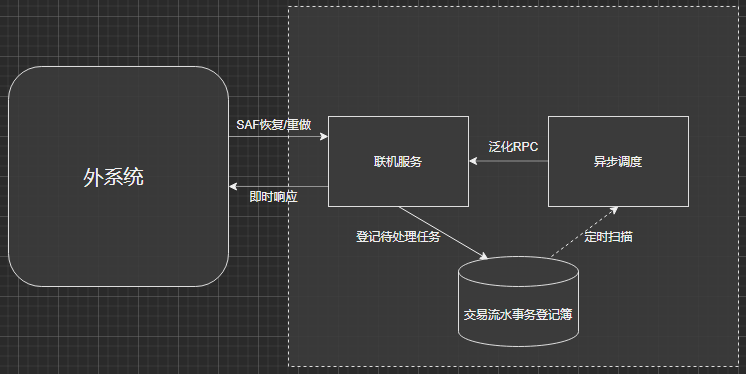 SAF恢复/重做
泛化RPC
外系统
联机服务
异步调度
即时响应
登记待处理任务
定时扫描
交易流水事务登记簿